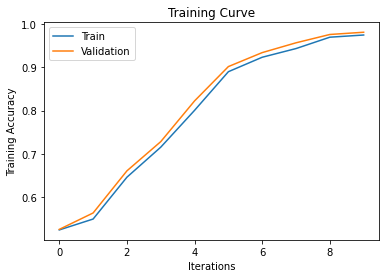 Training Curve
Train
Validation
Training Accuracy
1.0
0.9
0.8
0.7
0.6
0 2 4 6 8
Iterations